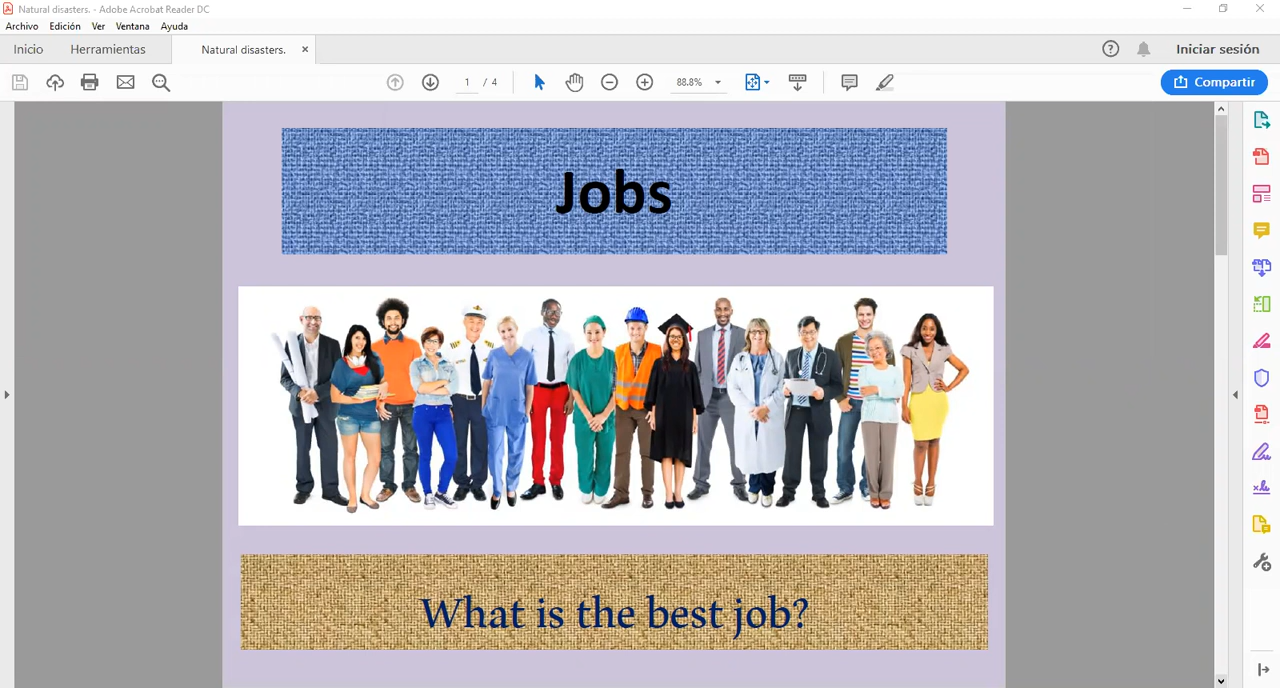 Natural disasters. - Adobe Acrobat Reader DC
Archivo Edición Ver Ventana Ayuda
Inicio Herramientas Natural disasters. × Iniciar sesión
1 / 4 88.8% Compartir
Jobs
What is the best job?